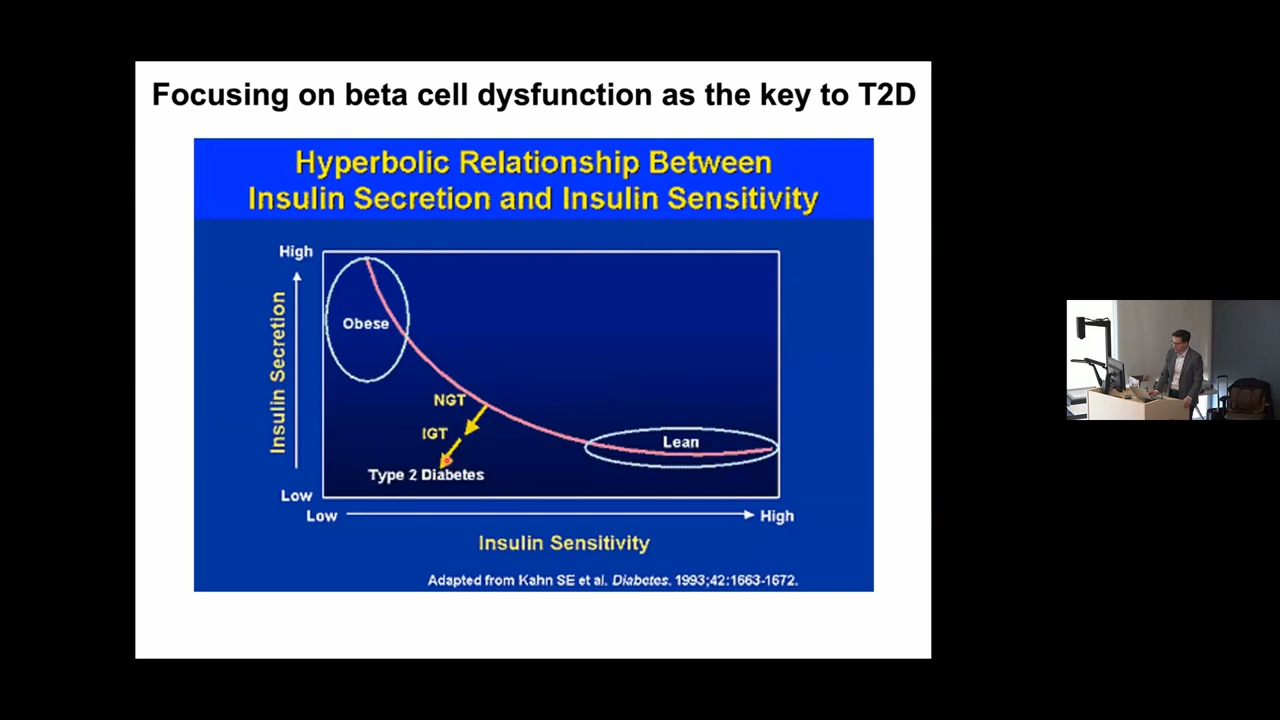 Focusing on beta cell dysfunction as the key to T2D
Hyperbolic Relationship Between
Insulin Secretion and Insulin Sensitivity
High
Insulin Secretion
Obese
NGT
IGT
Type 2 Diabetes
Lean
Low
Low
High
Insulin Sensitivity
Adapted from Kahn SE et al. Diabetes. 1993;42:1663-1672.